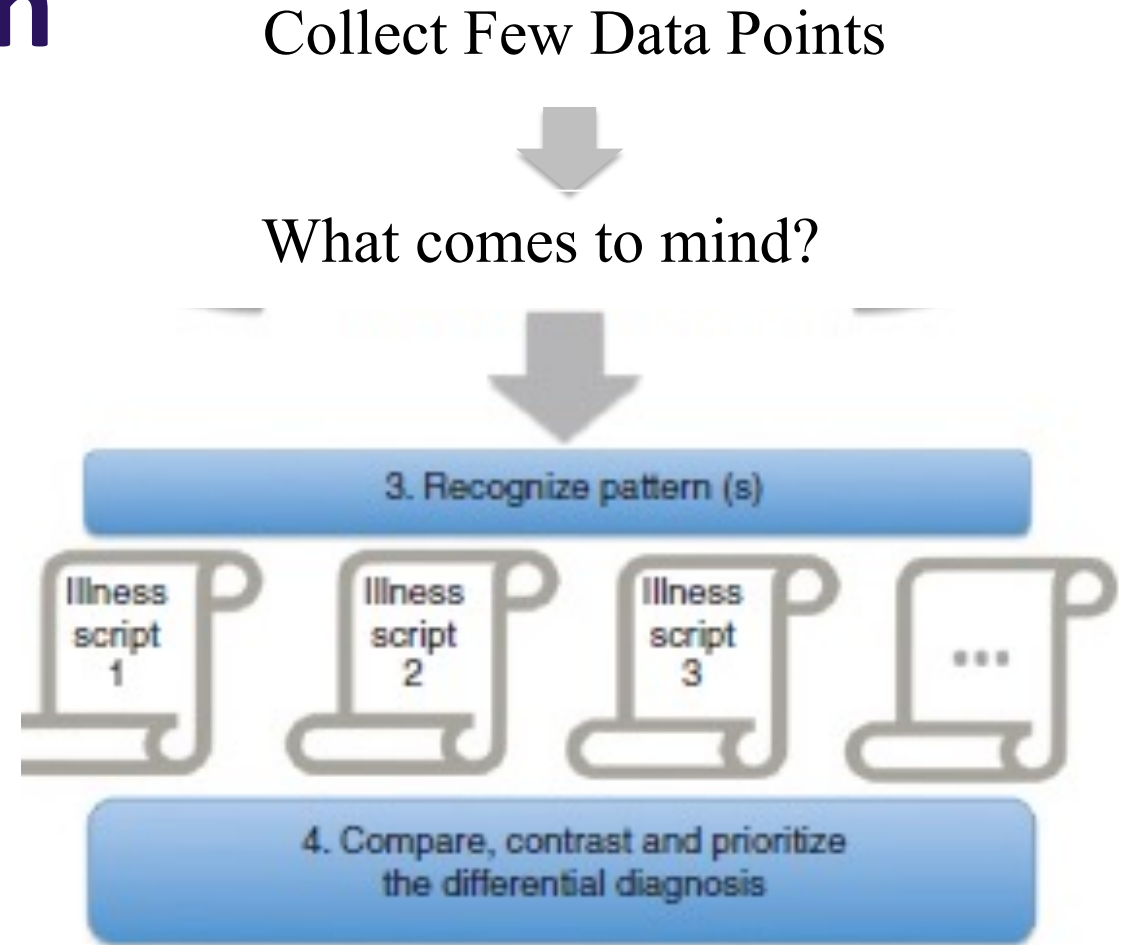 n
Collect Few Data Points
What comes to mind?
3. Recognize pattern (s)
Illness
script
1
Illness
script
2
Illness
script
3
...
4. Compare, contrast and prioritize
the differential diagnosis